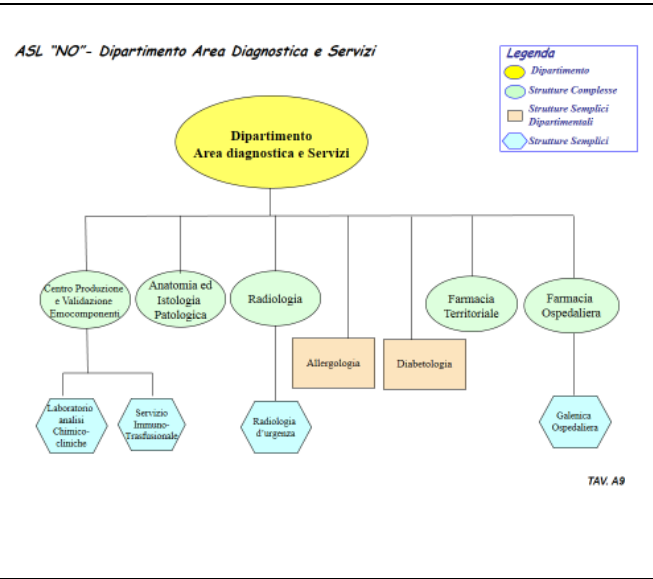 ASL "NO"- Dipartimento Area Diagnostica e Servizi
Legenda
Dipartimento
Strutture Complesse
Strutture Semplici
Dipartimentali
Strutture Semplici
Dipartimento
Area diagnostica e Servizi
Centro Produzione
e Validazione
Emocomponenti
Anatomia ed
Istologia
Patologica
Radiologia
Farmacia
Territoriale
Farmacia
Ospedaliera
Allergologia
Diabetologia
Laboratorio
analisi
Chimico-
cliniche
Servizio
Immuno-
Trasfusionale
Radiologia
d'urgenza
Galenica
Ospedaliera
TAV. A9